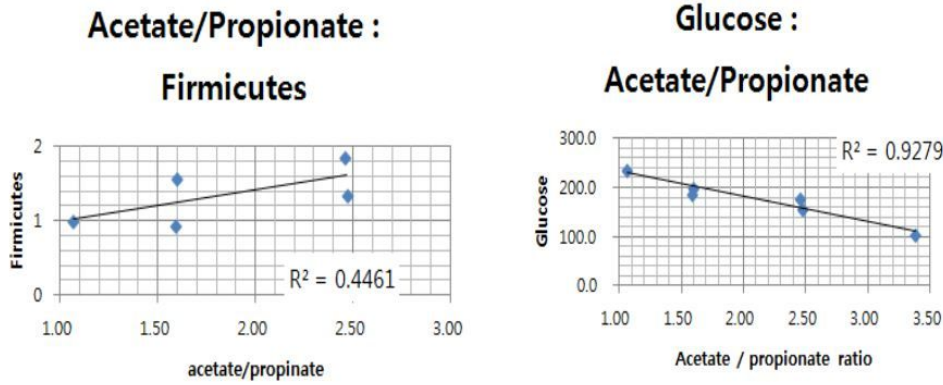 Acetate/Propionate :
Firmicutes
2
1
0
Firmicutes
R² = 0.4461
1.00 1.50 2.00 2.50 3.00
acetate/propinate
Glucose :
Acetate/Propionate
300.0
200.0
100.0
0.0
Glucose
R² = 0.9279
1.00 1.50 2.00 2.50 3.00 3.50
Acetate / propionate ratio